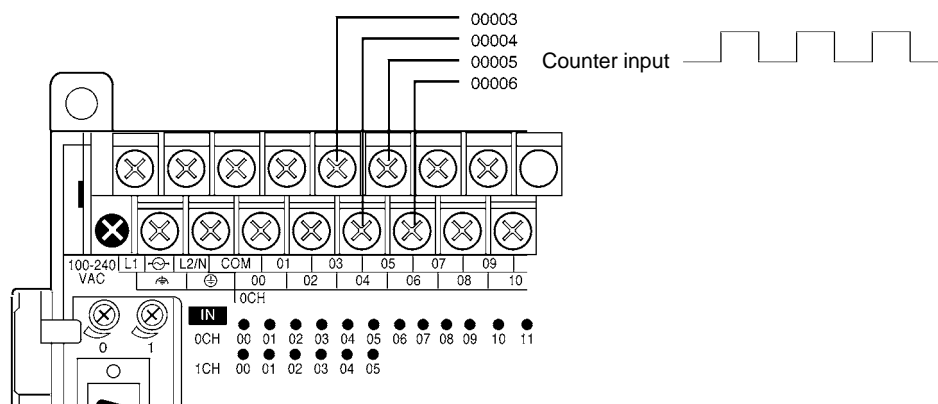 00003
00004
00005
00006
Counter input
100-240 VAC
L1 L2/N COM 01 03 05 07 09
00 02 04 06 08 10
0CH
IN
0CH 00 01 02 03 04 05 06 07 08 09 10 11
1CH 00 01 02 03 04 05
0 1